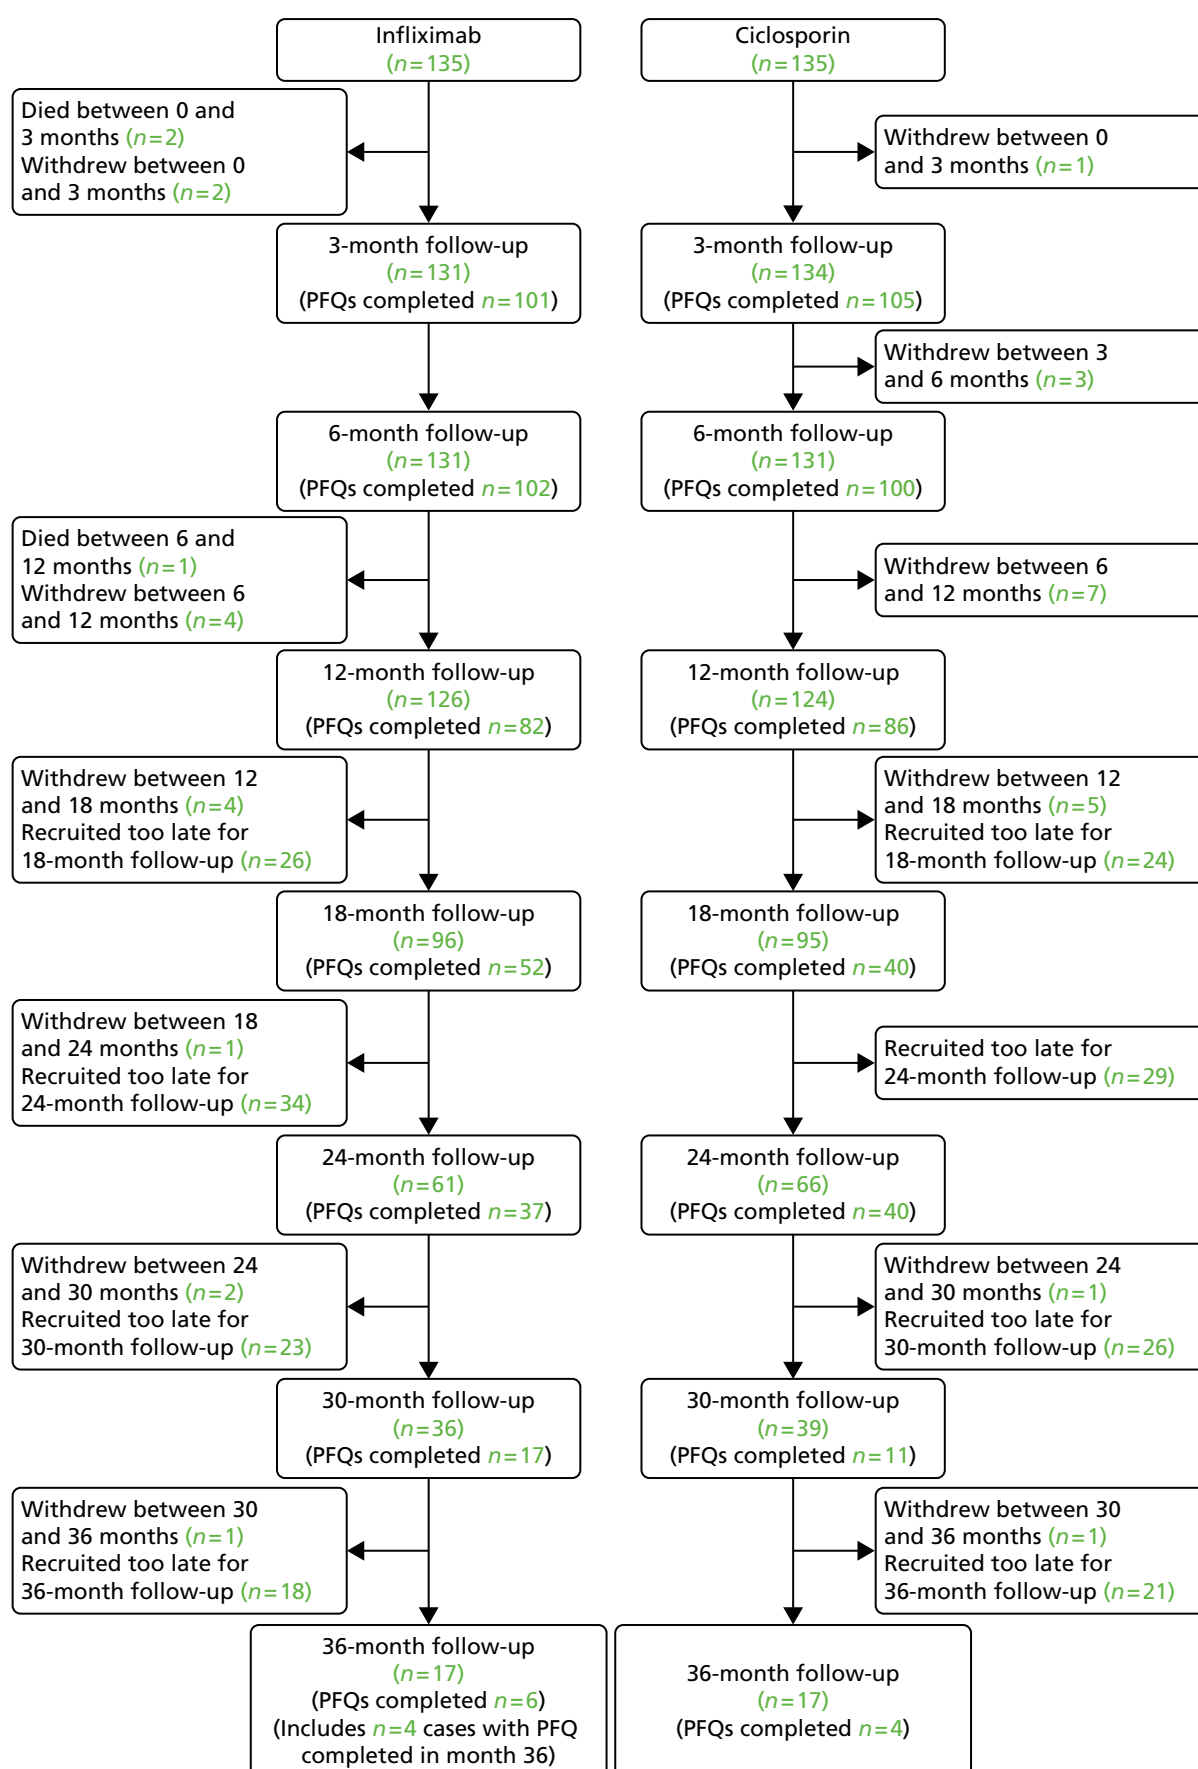 Infliximab
(n=135)
Ciclosporin
(n=135)
Died between 0 and
3 months (n=2)
Withdrew between 0
and 3 months (n=2)
Withdrew between 0
and 3 months (n=1)
3-month follow-up
(n=131)
(PFQs completed n=101)
3-month follow-up
(n=134)
(PFQs completed n=105)
Withdrew between 3
and 6 months (n=3)
6-month follow-up
(n=131)
(PFQs completed n=102)
6-month follow-up
(n=131)
(PFQs completed n=100)
Died between 6 and
12 months (n=1)
Withdrew between 6
and 12 months (n=4)
Withdrew between 6
and 12 months (n=7)
12-month follow-up
(n=126)
(PFQs completed n=82)
12-month follow-up
(n=124)
(PFQs completed n=86)
Withdrew between 12
and 18 months (n=4)
Recruited too late for
18-month follow-up (n=26)
Withdrew between 12
and 18 months (n=5)
Recruited too late for
18-month follow-up (n=24)
18-month follow-up
(n=96)
(PFQs completed n=52)
18-month follow-up
(n=95)
(PFQs completed n=40)
Withdrew between 18
and 24 months (n=1)
Recruited too late for
24-month follow-up (n=34)
Recruited too late for
24-month follow-up (n=29)
24-month follow-up
(n=61)
(PFQs completed n=37)
24-month follow-up
(n=66)
(PFQs completed n=40)
Withdrew between 24
and 30 months (n=2)
Recruited too late for
30-month follow-up (n=23)
Withdrew between 24
and 30 months (n=1)
Recruited too late for
30-month follow-up (n=26)
30-month follow-up
(n=36)
(PFQs completed n=17)
30-month follow-up
(n=39)
(PFQs completed n=11)
Withdrew between 30
and 36 months (n=1)
Recruited too late for
36-month follow-up (n=18)
Withdrew between 30
and 36 months (n=1)
Recruited too late for
36-month follow-up (n=21)
36-month follow-up
(n=17)
(PFQs completed n=6)
(Includes n=4 cases with PFQ
completed in month 36)
36-month follow-up
(n=17)
(PFQs completed n=4)